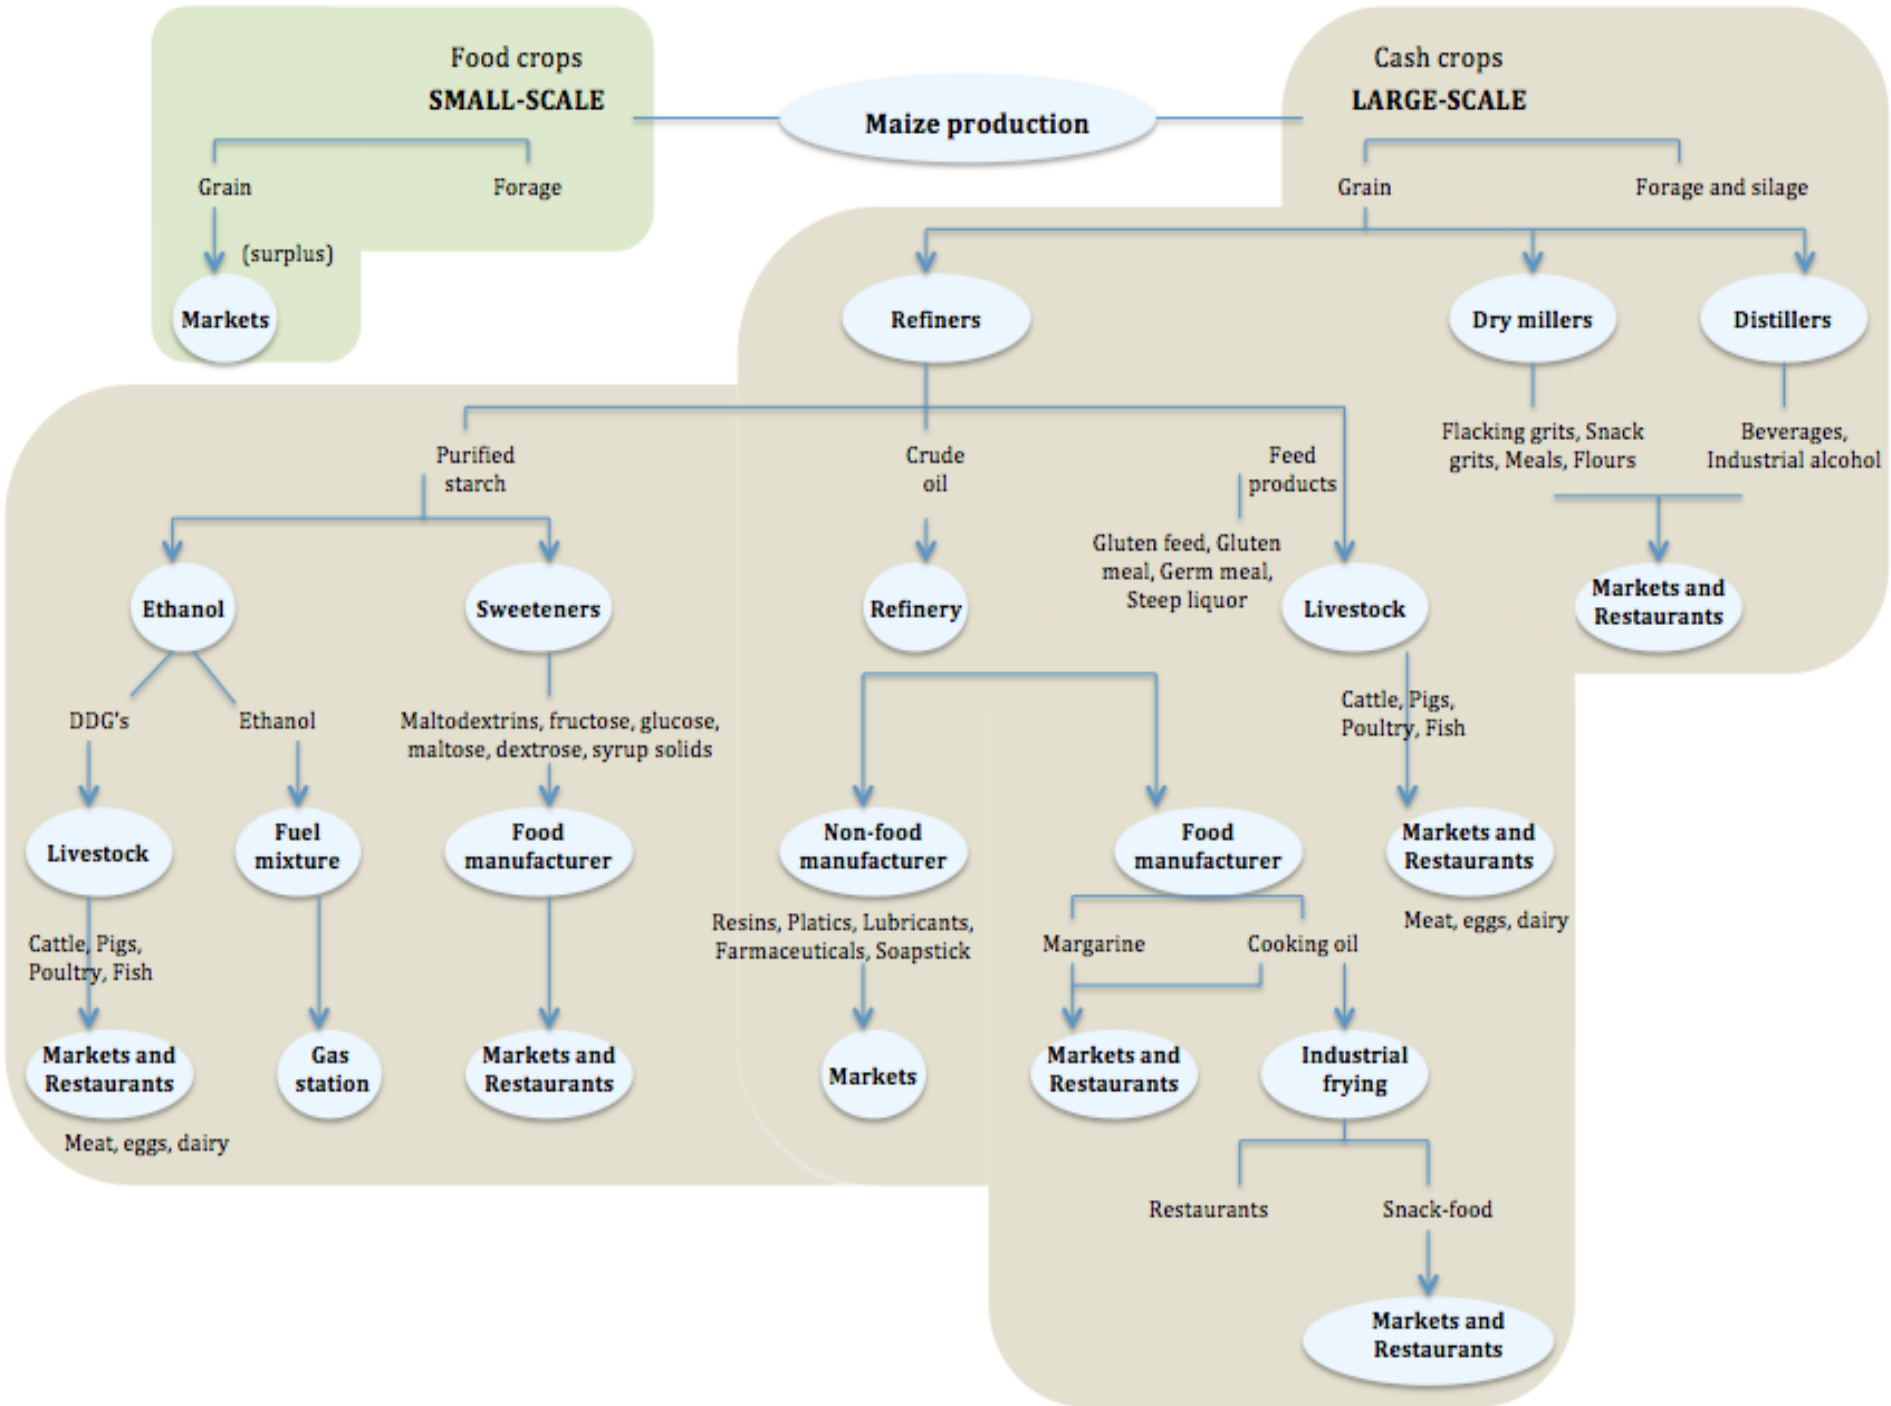 Food crops
SMALL-SCALE
Maize production
Cash crops
LARGE-SCALE
Grain
Forage
(surplus)
Markets
Grain
Forage and silage
Refiners
Dry millers
Distillers
Purified
starch
Crude
oil
Feed
products
Flacking grits, Snack
grits, Meals, Flours
Beverages,
Industrial alcohol
Gluten feed, Gluten
meal, Germ meal,
Steep liquor
Ethanol
Sweeteners
Refinery
Livestock
Markets and
Restaurants
DDG's
Ethanol
Maltodextrins, fructose, glucose,
maltose, dextrose, syrup solids
Cattle, Pigs,
Poultry, Fish
Livestock
Fuel
mixture
Food
manufacturer
Non-food
manufacturer
Food
manufacturer
Markets and
Restaurants
Meat, eggs, dairy
Cattle, Pigs,
Poultry, Fish
Resins, Platics, Lubricants,
Farmaceuticals, Soapstick
Margarine
Cooking oil
Markets and
Restaurants
Gas
station
Markets and
Restaurants
Markets
Markets and
Restaurants
Industrial
frying
Meat, eggs, dairy
Restaurants
Snack-food
Markets and
Restaurants